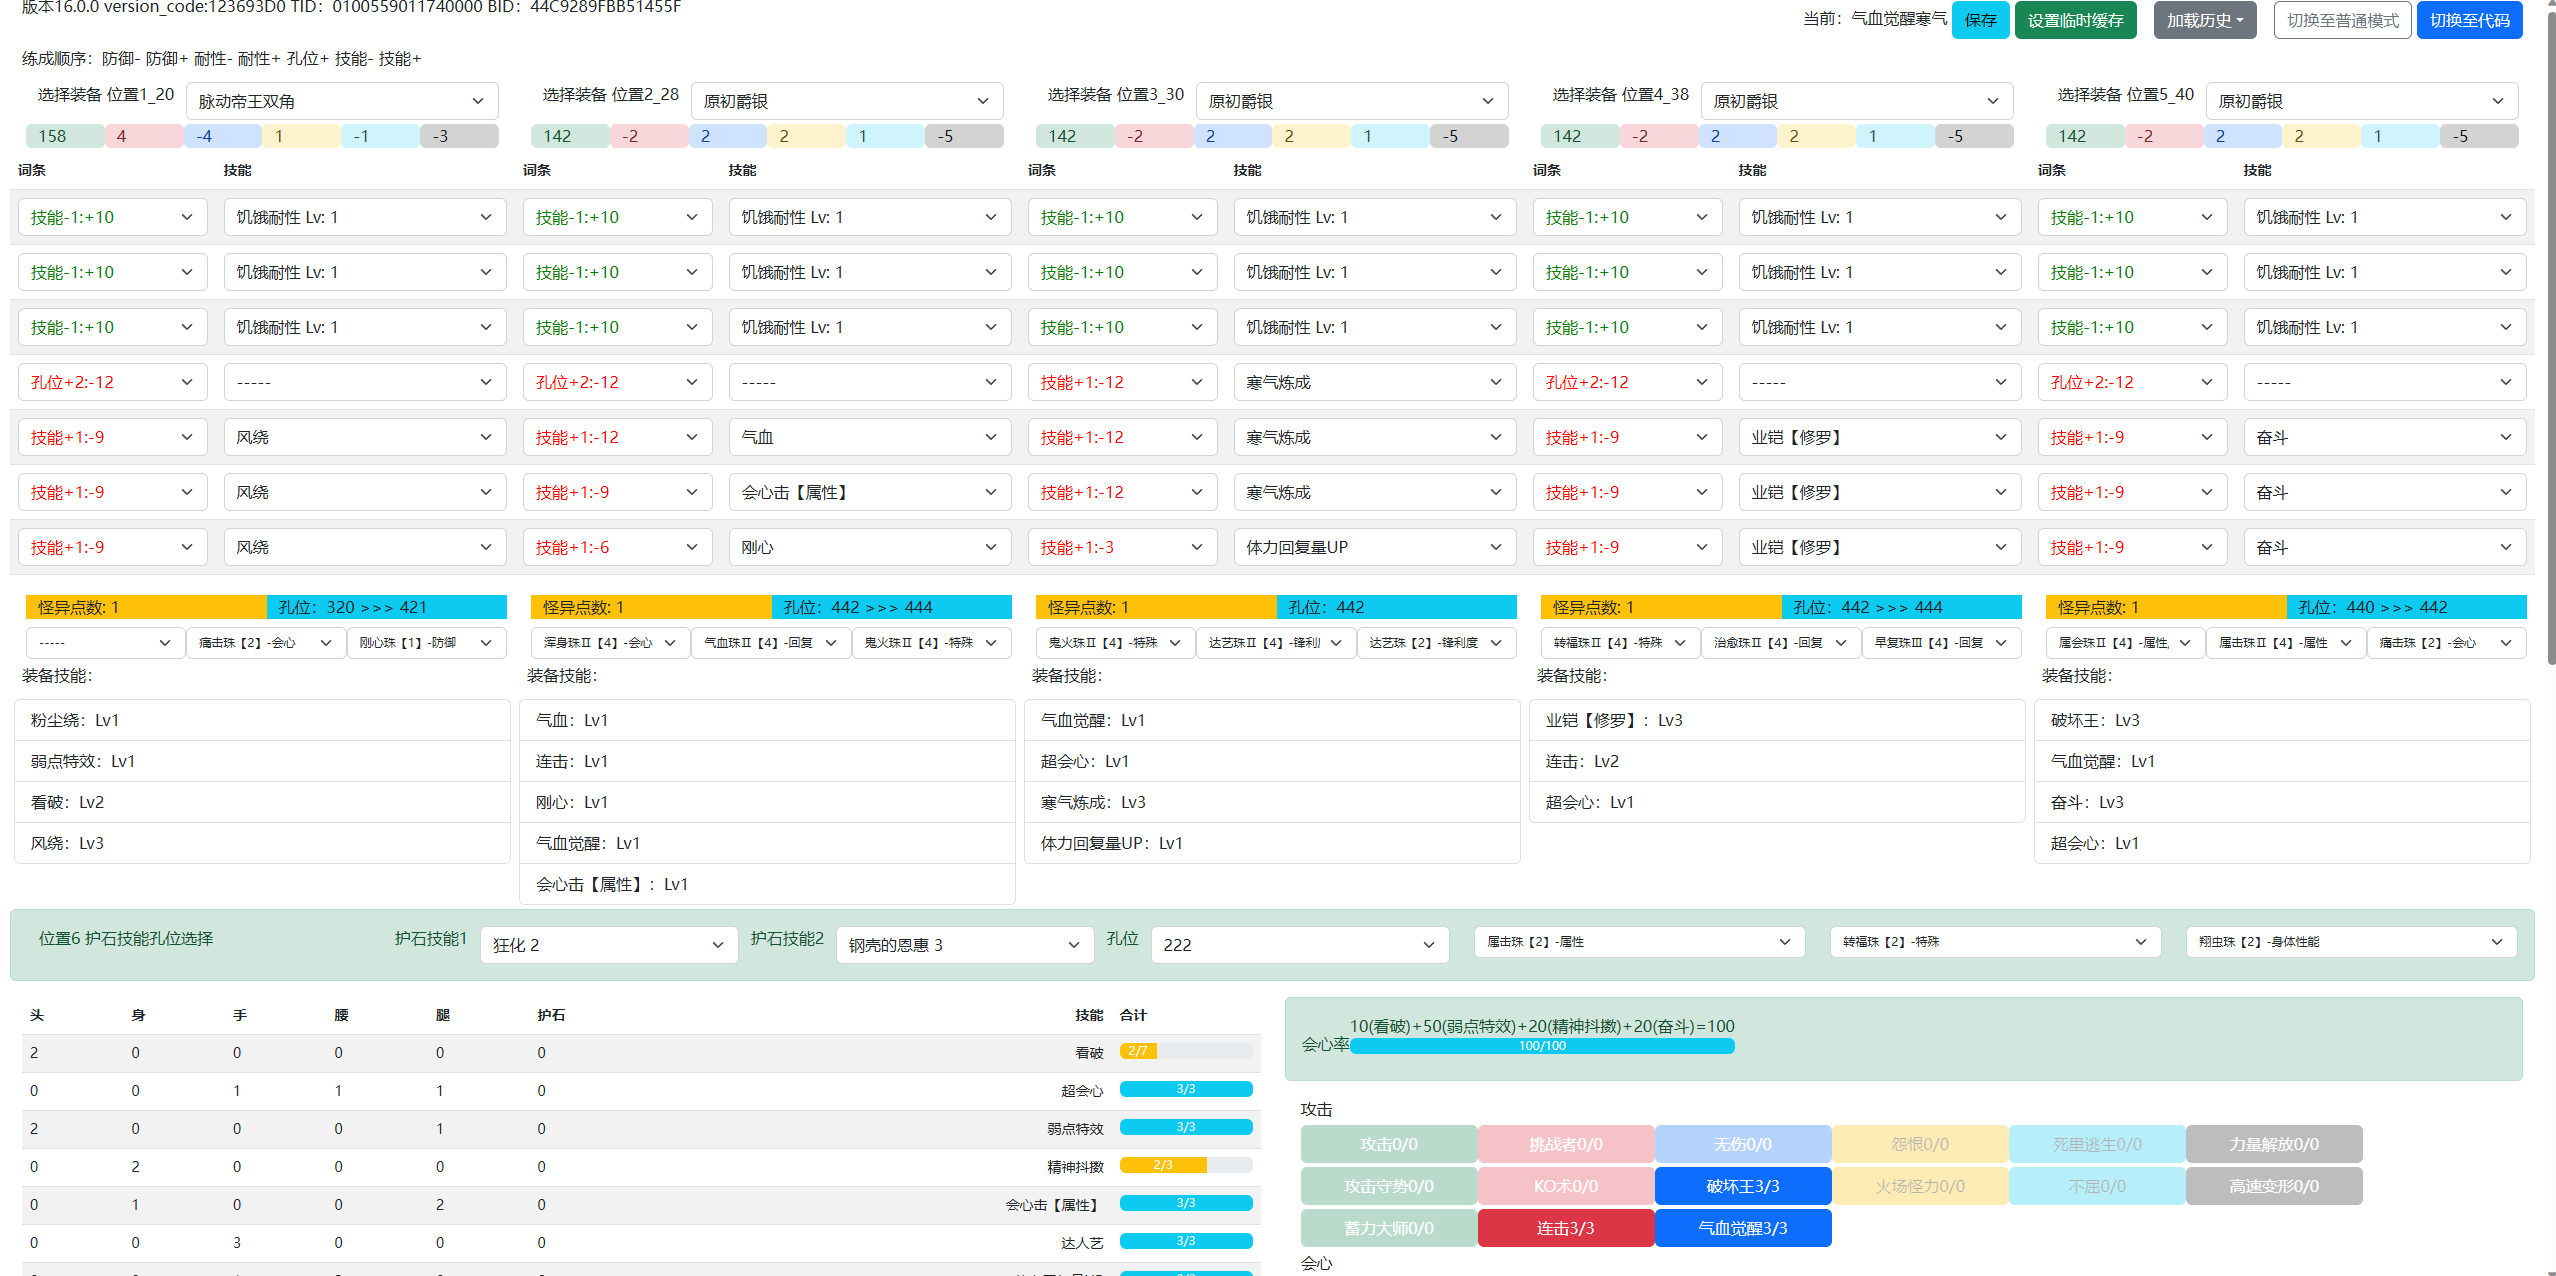 版本16.0.0 version_code:123693D0 TID: 0100559011740000 BID: 44C9289FBB51455F
当前: 气血觉醒寒气 保存 设置临时缓存 加载历史 切换至普通模式 切换至代码
练成顺序: 防御- 防御+ 耐性- 耐性+ 孔位+ 技能- 技能+
选择装备 位置1_20 脉动帝王双角 选择装备 位置2_28 原初爵银 选择装备 位置3_30 原初爵银 选择装备 位置4_38 原初爵银 选择装备 位置5_40 原初爵银
158 4 -4 1 -1 -3 142 -2 2 2 1 -5 142 -2 2 2 1 -5 142 -2 2 2 1 -5 142 -2 2 2 1 -5
词条 技能 词条 技能 词条 技能 词条 技能 词条 技能
技能-1:+10 饥饿耐性 Lv: 1 技能-1:+10 饥饿耐性 Lv: 1 技能-1:+10 饥饿耐性 Lv: 1 技能-1:+10 饥饿耐性 Lv: 1 技能-1:+10 饥饿耐性 Lv: 1
技能-1:+10 饥饿耐性 Lv: 1 技能-1:+10 饥饿耐性 Lv: 1 技能-1:+10 饥饿耐性 Lv: 1 技能-1:+10 饥饿耐性 Lv: 1 技能-1:+10 饥饿耐性 Lv: 1
技能-1:+10 饥饿耐性 Lv: 1 技能-1:+10 饥饿耐性 Lv: 1 技能-1:+10 饥饿耐性 Lv: 1 技能-1:+10 饥饿耐性 Lv: 1 技能-1:+10 饥饿耐性 Lv: 1
孔位+2:-12 ----- 孔位+2:-12 ----- 技能+1:-12 寒气炼成 孔位+2:-12 ----- 孔位+2:-12 -----
技能+1:-9 风绕 技能+1:-12 气血 技能+1:-12 寒气炼成 技能+1:-9 业铠【修罗】 技能+1:-9 奋斗
技能+1:-9 风绕 技能+1:-9 会心击【属性】 技能+1:-12 寒气炼成 技能+1:-9 业铠【修罗】 技能+1:-9 奋斗
技能+1:-9 风绕 技能+1:-6 刚心 技能+1:-3 体力回复量UP 技能+1:-9 业铠【修罗】 技能+1:-9 奋斗
怪异点数: 1 孔位: 320 >>> 421 怪异点数: 1 孔位: 442 >>> 444 怪异点数: 1 孔位: 442 怪异点数: 1 孔位: 442 >>> 444 怪异点数: 1 孔位: 440 >>> 442
----- 痛击珠【2】-会心 刚心珠【1】-防御 浑身珠Ⅱ【4】-会心 气血珠Ⅱ【4】-回复 鬼火珠Ⅱ【4】-特殊 鬼火珠Ⅱ【4】-特殊 达艺珠Ⅱ【4】-锋利 达艺珠【2】-锋利度 转福珠Ⅱ【4】-特殊 治愈珠Ⅱ【4】-回复 早复珠Ⅲ【4】-回复 属会珠Ⅱ【4】-属性 属击珠Ⅱ【4】-属性 痛击珠【2】-会心
装备技能: 装备技能: 装备技能: 装备技能: 装备技能:
粉尘绕: Lv1 气血: Lv1 气血觉醒: Lv1 业铠【修罗】: Lv3 破坏王: Lv3
弱点特效: Lv1 连击: Lv1 超会心: Lv1 连击: Lv2 气血觉醒: Lv1
看破: Lv2 刚心: Lv1 寒气炼成: Lv3 超会心: Lv1 奋斗: Lv3
风绕: Lv3 气血觉醒: Lv1 体力回复量UP: Lv1 超会心: Lv1
会心击【属性】: Lv1
位置6 护石技能孔位选择 护石技能1 狂化 2 护石技能2 钢壳的恩惠 3 孔位 222 属击珠【2】-属性 转福珠【2】-特殊 翔虫珠【2】-身体性能
头 身 手 腰 腿 护石 技能 合计
2 0 0 0 0 0 看破 2/7
0 0 1 1 1 0 超会心 3/3
2 0 0 0 1 0 弱点特效 3/3
0 2 0 0 0 0 精神抖擞 2/3
0 1 0 0 2 0 会心击【属性】 3/3
0 0 3 0 0 0 达人艺 3/3
10(看破)+50(弱点特效)+20(精神抖擞)+20(奋斗)=100
会心率 100/100
攻击
攻击0/0 挑战者0/0 无伤0/0 怨恨0/0 死里逃生0/0 力量解放0/0
攻击守势0/0 KO术0/0 破坏王3/3 火场怪力0/0 不屈0/0 高速变形0/0
蓄力大师0/0 连击3/3 气血觉醒3/3
会心